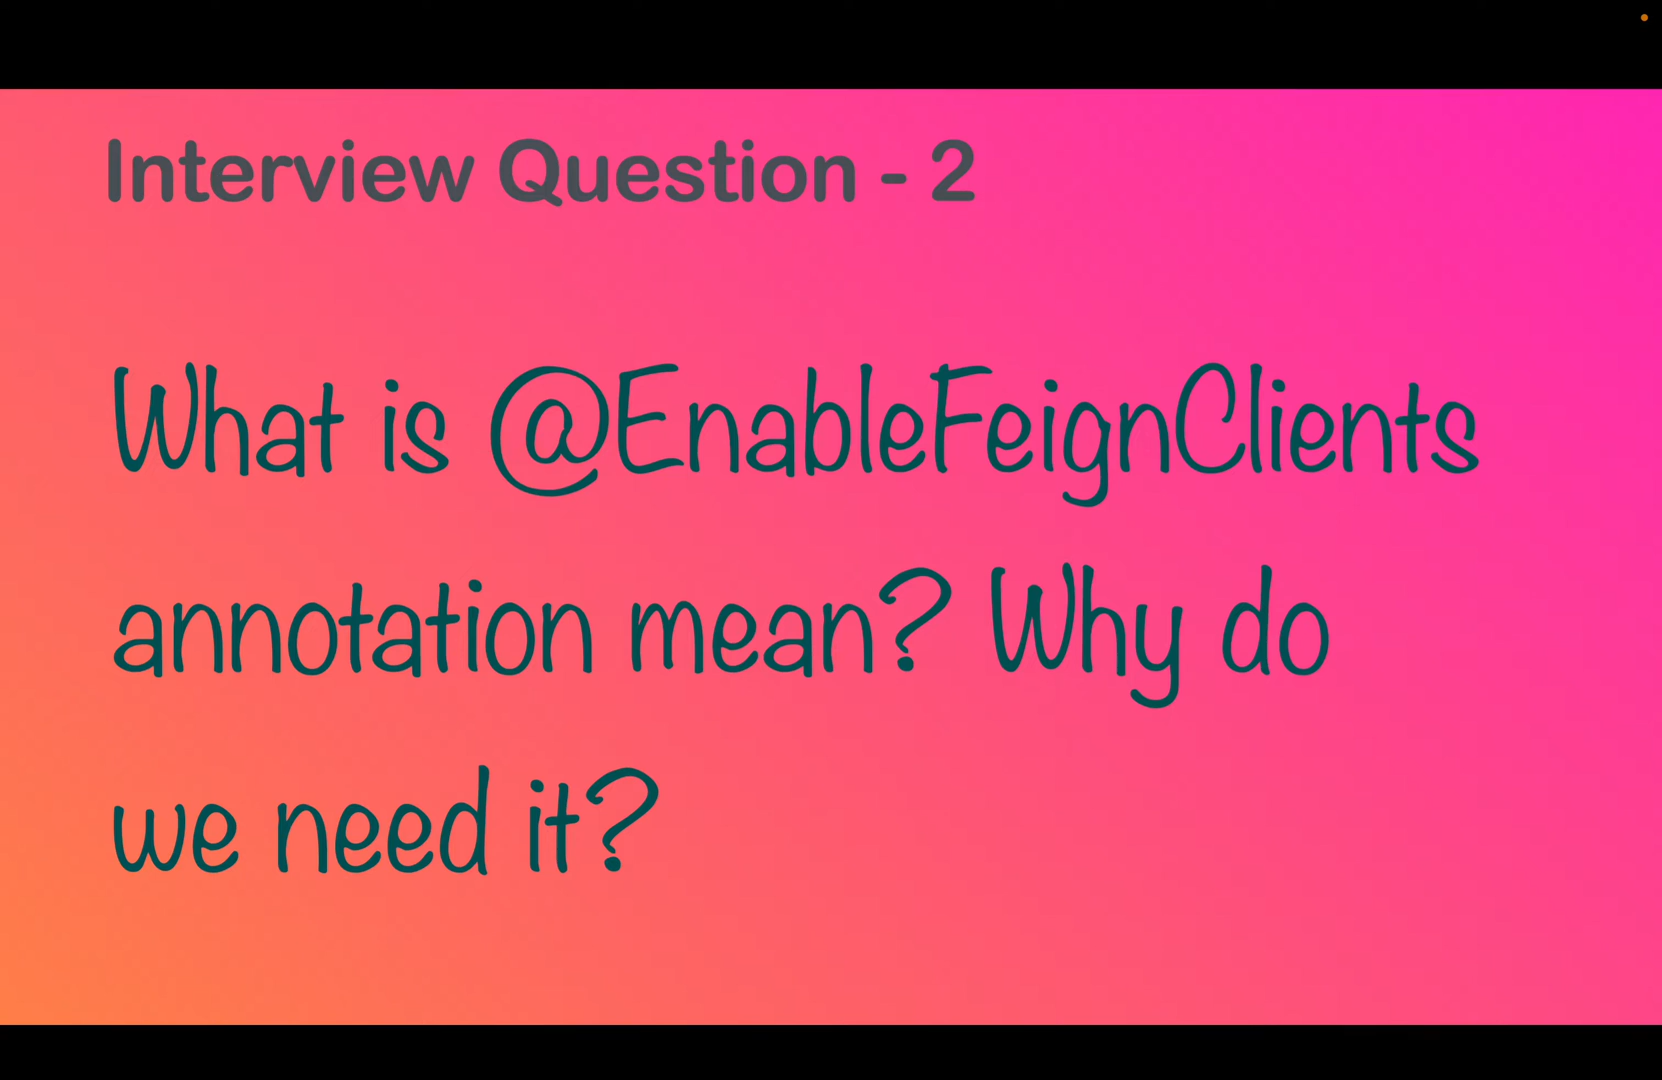 Interview Question - 2
What is @EnableFeignClients
annotation mean? Why do
we need it?